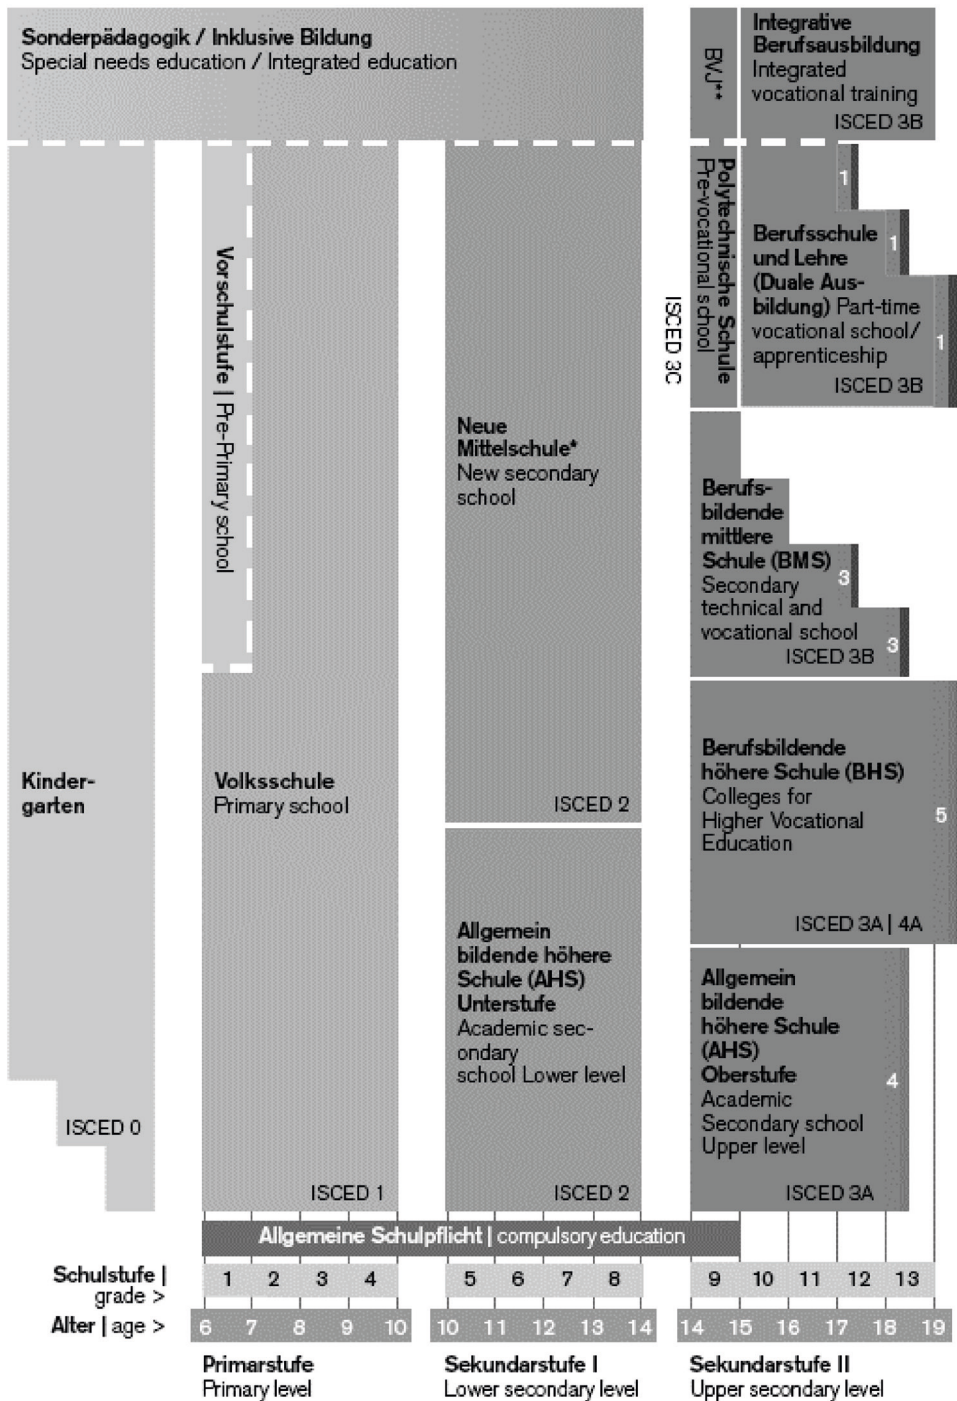 Sonderpädagogik / Inklusive Bildung
Special needs education / Integrated education
BVJ**
Integrative
Berufsausbildung
Integrated
vocational training
ISCED 3B
Kinder-
garten
ISCED 0
Vorschulstufe | Pre-Primary school
Volksschule
Primary school
ISCED 1
Neue
Mittelschule*
New secondary
school
ISCED 2
Allgemein
bildende höhere
Schule (AHS)
Unterstufe
Academic sec-
ondary
school Lower level
ISCED 2
ISCED 3C
Polytechnische Schule
Pre-vocational school
1
Berufsschule
und Lehre
(Duale Aus-
bildung) Part-time
vocational school/
apprenticeship
ISCED 3B
1
1
Berufs-
bildende
mittlere
Schule (BMS)
Secondary
technical and
vocational school
ISCED 3B
3
3
Berufsbildende
höhere Schule (BHS)
Colleges for
Higher Vocational
Education
5
ISCED 3A | 4A
Allgemein
bildende
höhere Schule
(AHS)
Oberstufe
Academic
Secondary school
Upper level
4
ISCED 3A
Allgemeine Schulpflicht | compulsory education
Schulstufe |
grade >
1 2 3 4 5 6 7 8 9 10 11 12 13
Alter | age >
6 7 8 9 10 10 11 12 13 14 14 15 16 17 18 19
Primarstufe
Primary level
Sekundarstufe I
Lower secondary level
Sekundarstufe II
Upper secondary level